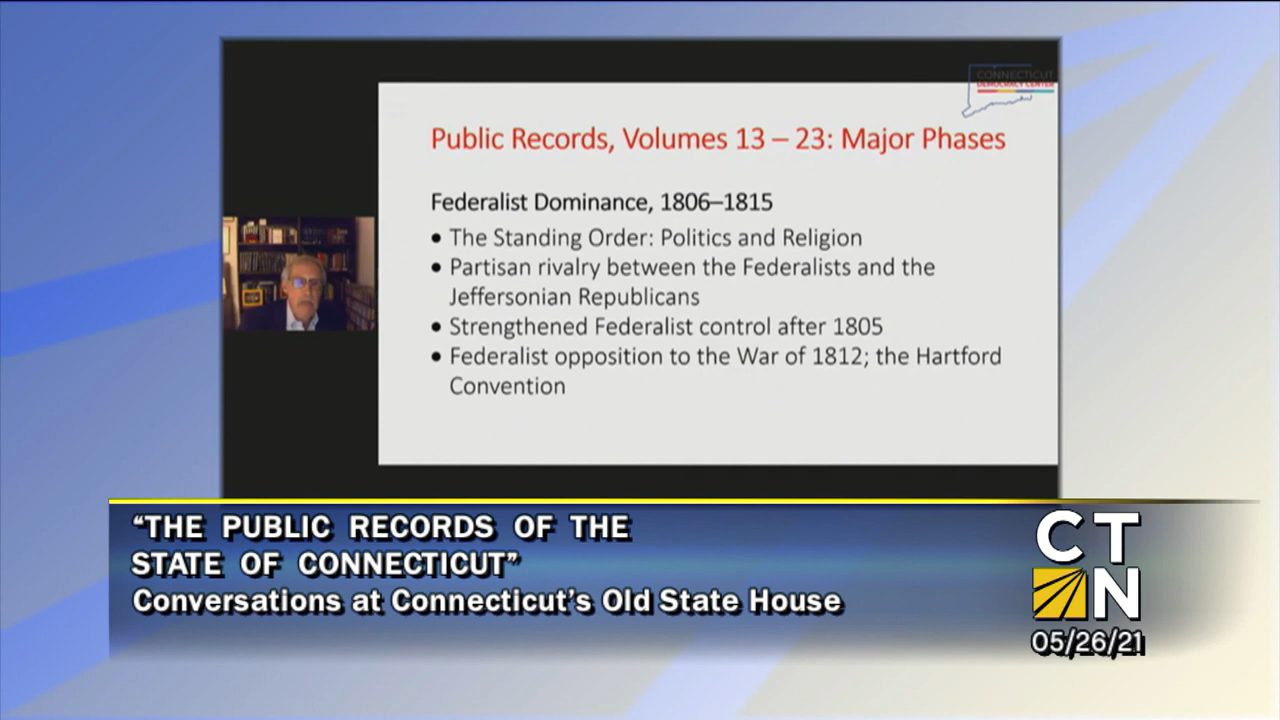 CONNECTICUT
DEMOCRACY CENTER
Public Records, Volumes 13 – 23: Major Phases
Federalist Dominance, 1806–1815
• The Standing Order: Politics and Religion
• Partisan rivalry between the Federalists and the
Jeffersonian Republicans
• Strengthened Federalist control after 1805
• Federalist opposition to the War of 1812; the Hartford
Convention
“THE PUBLIC RECORDS OF THE
STATE OF CONNECTICUT”
Conversations at Connecticut’s Old State House
CT
N
05/26/21